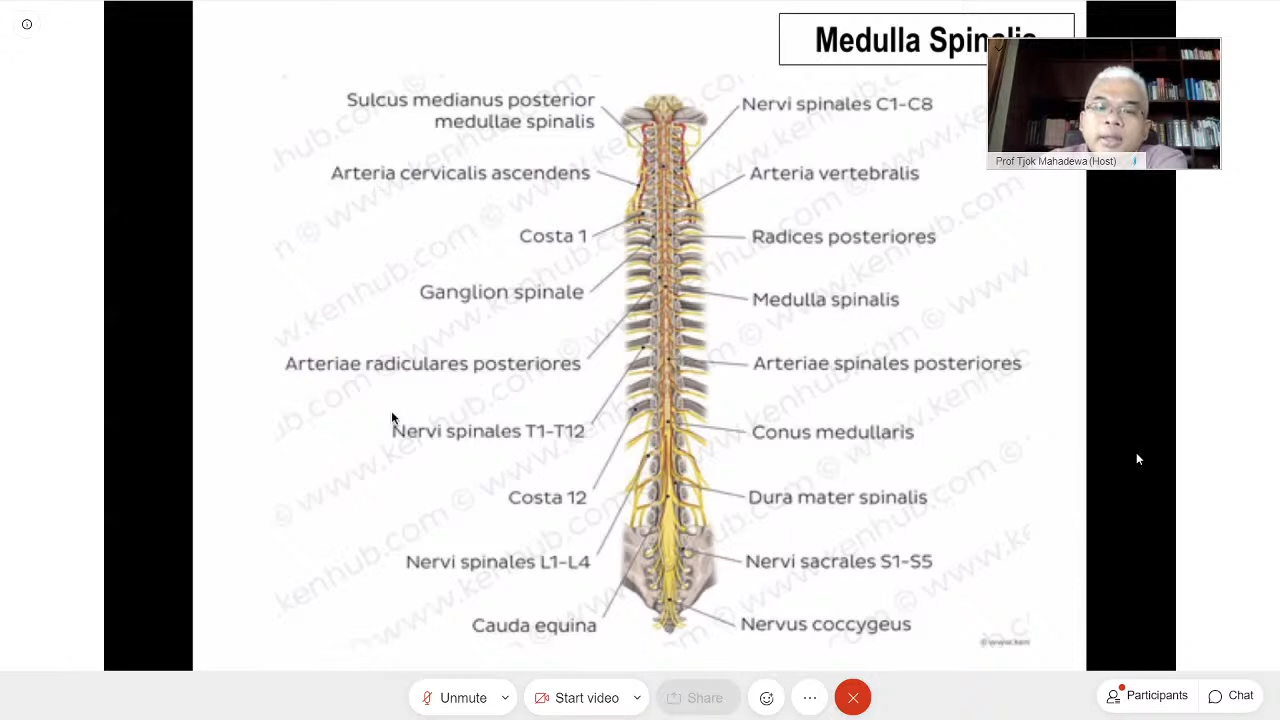 Medulla Spinalis
Prof Tjok Mahadewa (Host)
Sulcus medianus posterior
medullae spinalis
Arteria cervicalis ascendens
Costa 1
Ganglion spinale
Arteriae radiculares posteriores
Nervi spinales T1-T12
Costa 12
Nervi spinales L1-L4
Cauda equina
Nervi spinales C1-C8
Arteria vertebralis
Radices posteriores
Medulla spinalis
Arteriae spinales posteriores
Conus medullaris
Dura mater spinalis
Nervi sacrales S1-S5
Nervus coccygeus
© www.kenhub.com
Unmute
Start video
Share
Participants
Chat